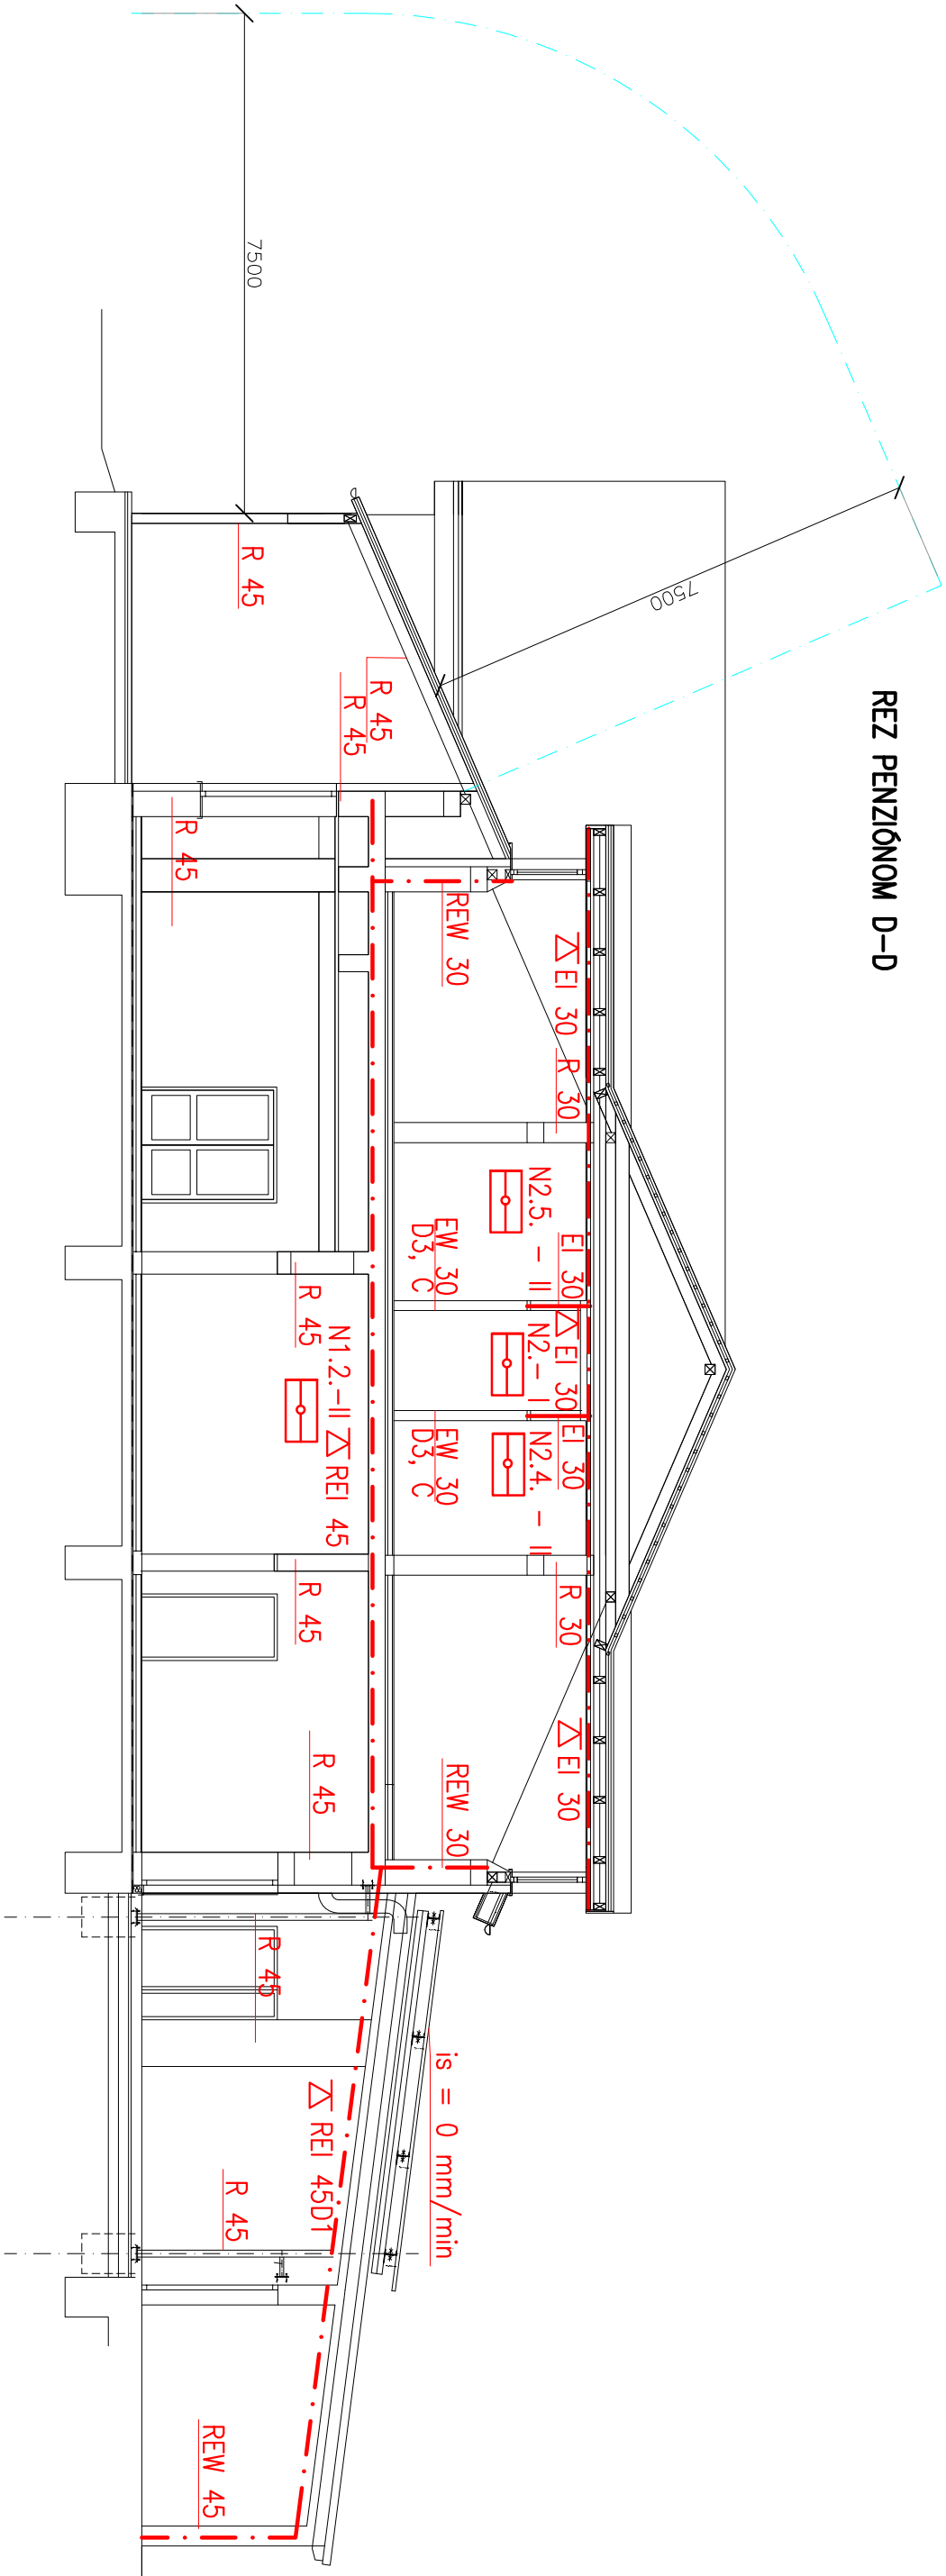 REZ PENZIÓNOM D-D
7500
7500
R 45
R 45
R 45
R 45
REW 30
EI 30
R 30
N2.5. - II
EI 30
EW 30
D3, C
EI 30
N2.- I
EI 30
N2.4. - II
EW 30
D3, C
R 45
N1.2.-II
REI 45
R 30
R 45
EI 30
REW 30
R 45
R 45
is = 0 mm/min
REI 45D1
R 45
REW 45